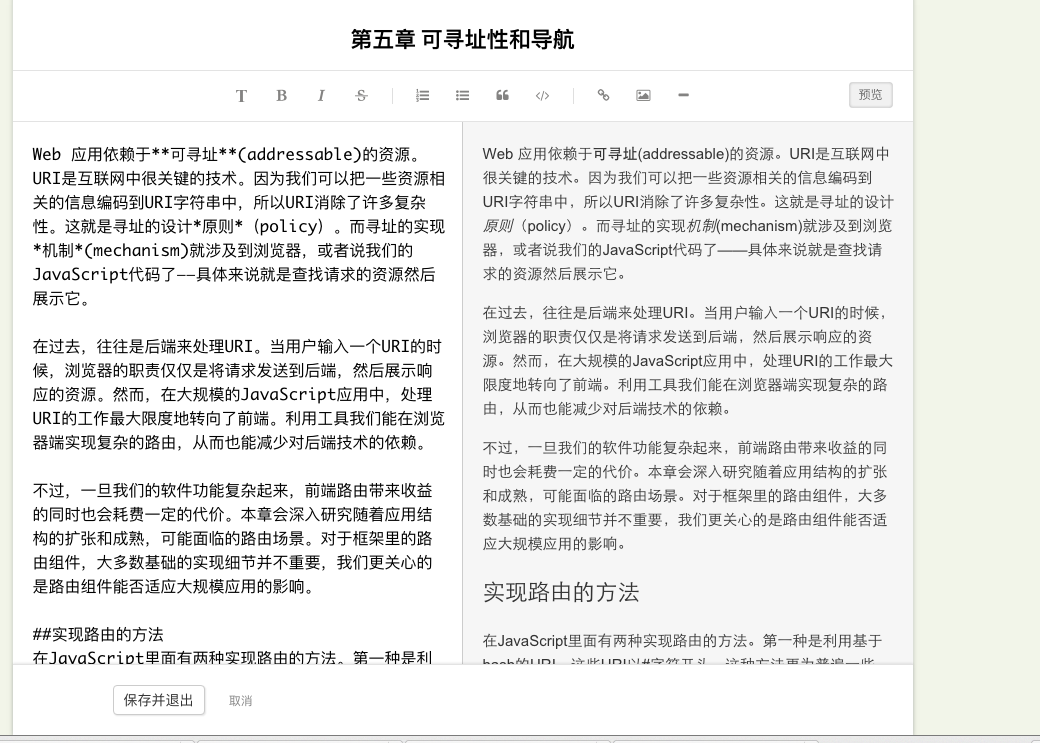 第五章 可寻址性和导航
T B I S
预览
Web 应用依赖于**可寻址**(addressable)的资源。
URI是互联网中很关键的技术。因为我们可以把一些资源相
关的信息编码到URI字符串中，所以URI消除了许多复杂
性。这就是寻址的设计*原则*（policy）。而寻址的实现
*机制*(mechanism)就涉及到浏览器，或者说我们的
JavaScript代码了——具体来说就是查找请求的资源然后
展示它。
在过去，往往是后端来处理URI。当用户输入一个URI的时
候，浏览器的职责仅仅是将请求发送到后端，然后展示响
应的资源。然而，在大规模的JavaScript应用中，处理
URI的工作最大限度地转向了前端。利用工具我们能在浏览
器端实现复杂的路由，从而也能减少对后端技术的依赖。
不过，一旦我们的软件功能复杂起来，前端路由带来收益
的同时也会耗费一定的代价。本章会深入研究随着应用结
构的扩张和成熟，可能面临的路由场景。对于框架里的路
由组件，大多数基础的实现细节并不重要，我们更关心的
是路由组件能否适应大规模应用的影响。
##实现路由的方法
在JavaScript里面有两种实现路由的方法。第一种是利
Web 应用依赖于可寻址(addressable)的资源。URI是互联网中
很关键的技术。因为我们可以把一些资源相关的信息编码到
URI字符串中，所以URI消除了许多复杂性。这就是寻址的设计
原则（policy）。而寻址的实现机制(mechanism)就涉及到浏览
器，或者说我们的JavaScript代码了——具体来说就是查找请
求的资源然后展示它。
在过去，往往是后端来处理URI。当用户输入一个URI的时候，
浏览器的职责仅仅是将请求发送到后端，然后展示响应的资
源。然而，在大规模的JavaScript应用中，处理URI的工作最大
限度地转向了前端。利用工具我们能在浏览器端实现复杂的路
由，从而也能减少对后端技术的依赖。
不过，一旦我们的软件功能复杂起来，前端路由带来收益的同
时也会耗费一定的代价。本章会深入研究随着应用结构的扩张
和成熟，可能面临的路由场景。对于框架里的路由组件，大多
数基础的实现细节并不重要，我们更关心的是路由组件能否适
应大规模应用的影响。
实现路由的方法
在JavaScript里面有两种实现路由的方法。第一种是利用基于
hash的URI，这些URI以#字符开头，这种方法更为普遍一些
保存并退出 取消